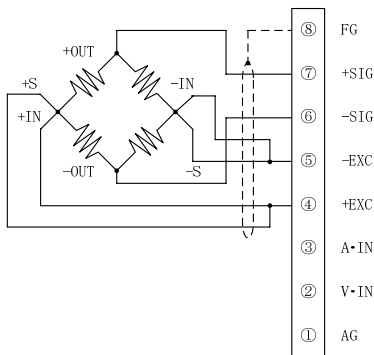 ⑧ FG
+OUT
⑦ +SIG
+S
-IN
+IN
⑥ -SIG
⑤ -EXC
-OUT
-S
④ +EXC
③ A•IN
② V•IN
① AG